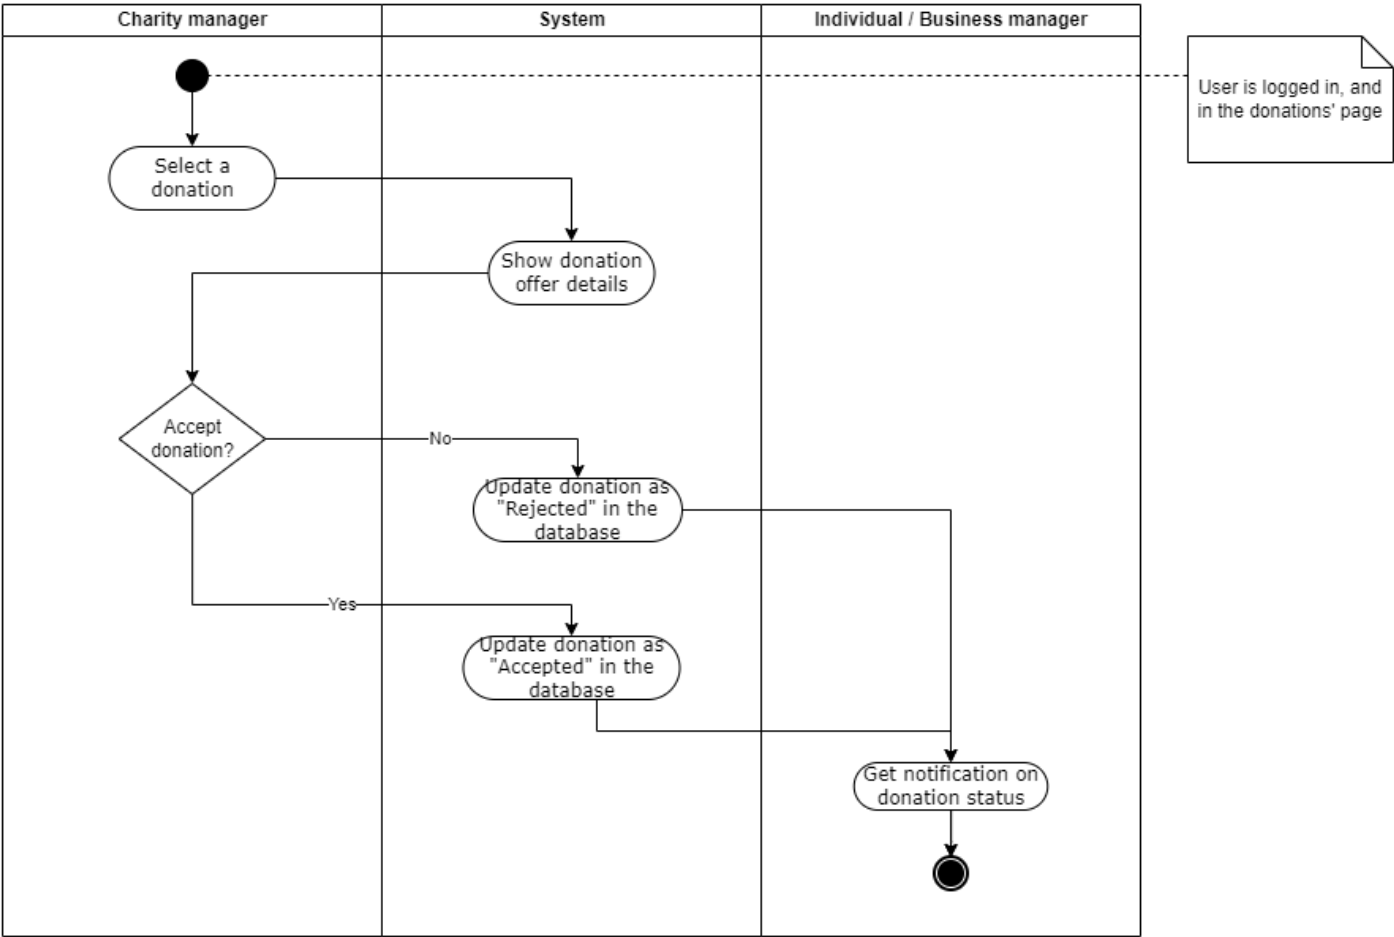 Charity manager
System
Individual / Business manager
User is logged in, and
in the donations' page
Select a
donation
Show donation
offer details
Accept
donation?
No
Update donation as
"Rejected" in the
database
Yes
Update donation as
"Accepted" in the
database
Get notification on
donation status